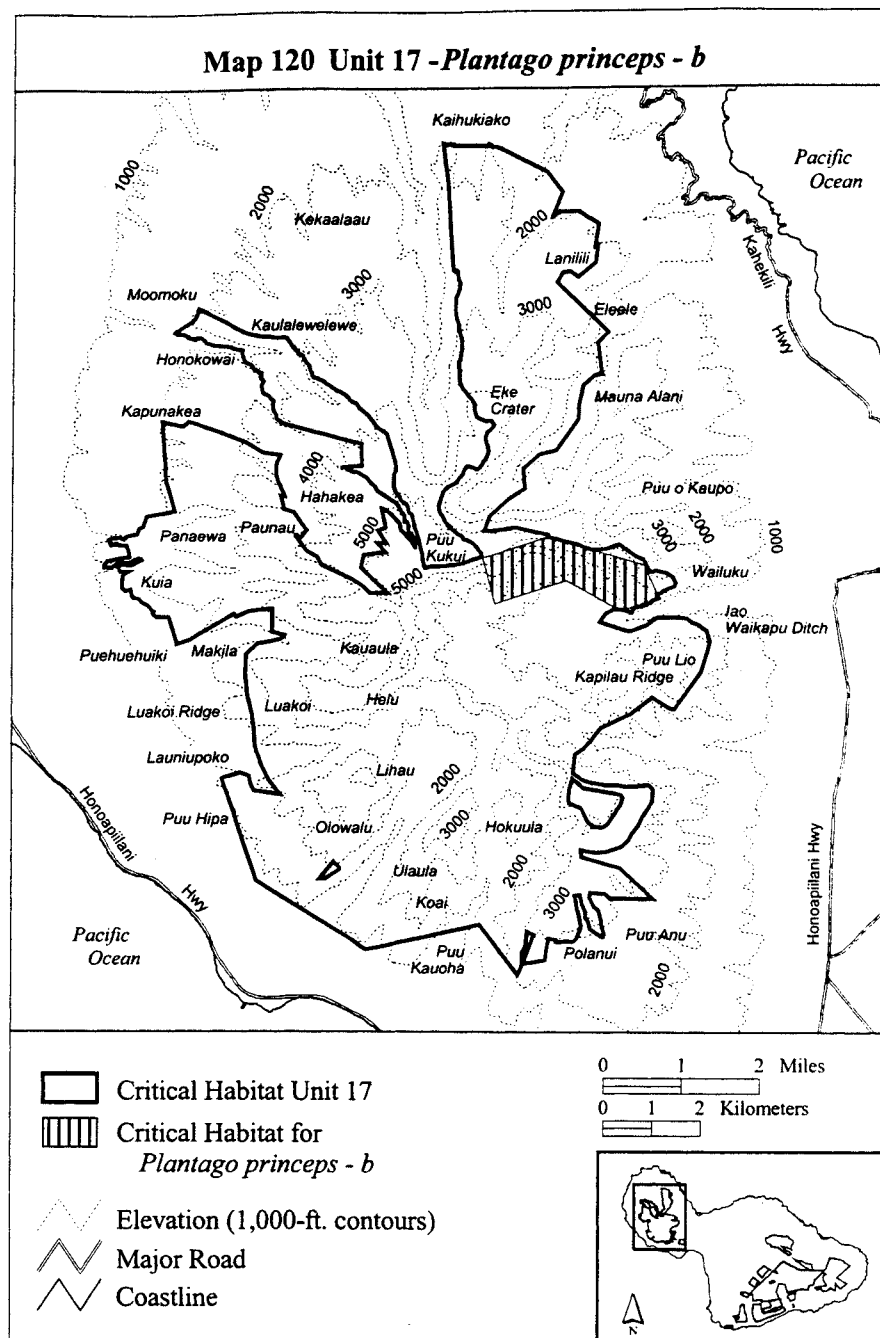 Map 120 Unit 17 - Plantago princeps - b
Kaihukiako
Pacific
Ocean
1000
2000
Kekaalaau
2000
Lanilili
Kahekili
Hwy
3000
Moomoku
Kaulalewelewe
3000
Eleele
Honokowai
Kapunakea
Eke
Crater
Mauna Alani
4000
Hahakea
Puu o Kaupo
Panaewa
Paunau
5000
Puu
Kukui
3000
2000
1000
Kuia
5000
Wailuku
Iao
Waikapu Ditch
Puehuehuiki
Makila
Kauaula
Puu Lio
Kapilau Ridge
Luakoi Ridge
Luakoi
Helu
Launiupoko
Lihau
2000
Puu Hipa
Olowalu
3000
Hokuula
Honoapiilani
Hwy
Ulaula
2000
Koai
3000
Honoapiilani Hwy
Pacific
Ocean
Puu
Kauoha
Polanui
Puu Anu
2000
Critical Habitat Unit 17
Critical Habitat for
Plantago princeps - b
Elevation (1,000-ft. contours)
Major Road
Coastline
0 1 2 Miles
0 1 2 Kilometers
N